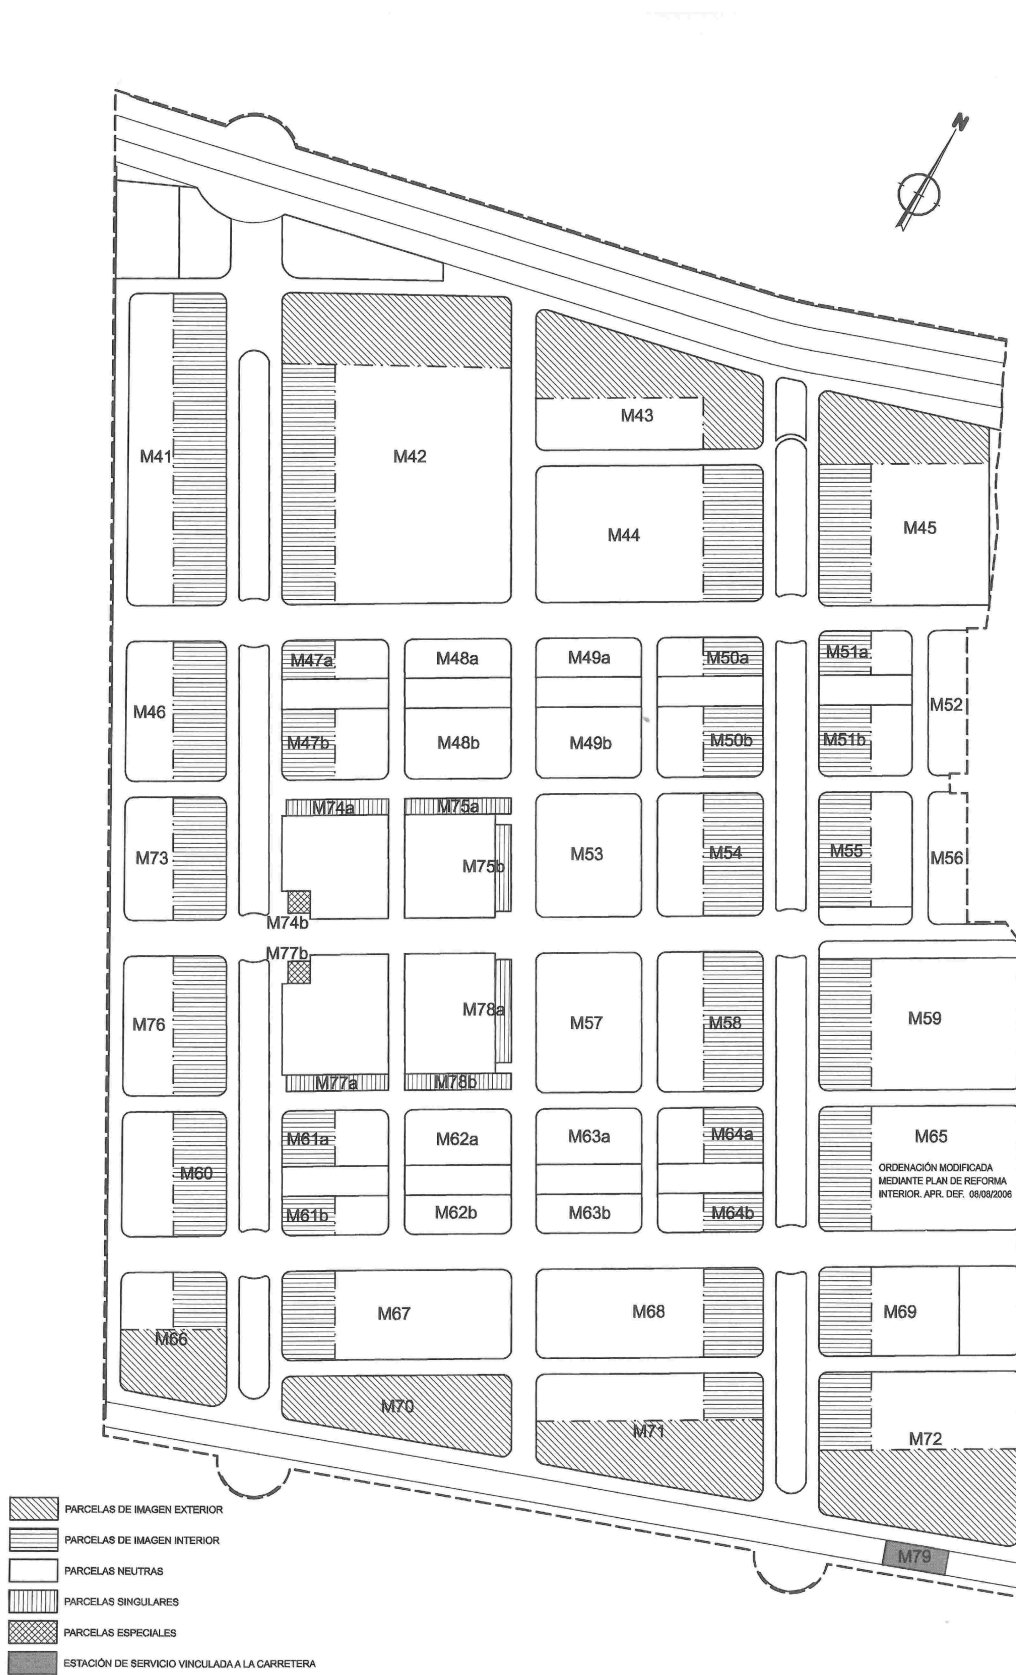 N
M43
M41
M42
M45
M44
M47a
M48a
M49a
M50a
M51a
M46
M52
M47b
M48b
M49b
M50b
M51b
M74a
M75a
M73
M75b
M53
M54
M55
M56
M74b
M77b
M76
M78a
M57
M58
M59
M77a
M78b
M61a
M62a
M63a
M64a
M65
M60
ORDENACIÓN MODIFICADA
MEDIANTE PLAN DE REFORMA
INTERIOR. APR. DEF. 08/08/2006
M61b
M62b
M63b
M64b
M66
M67
M68
M69
M70
M71
M72
PARCELAS DE IMAGEN EXTERIOR
PARCELAS DE IMAGEN INTERIOR
M79
PARCELAS NEUTRAS
PARCELAS SINGULARES
PARCELAS ESPECIALES
ESTACIÓN DE SERVICIO VINCULADA A LA CARRETERA